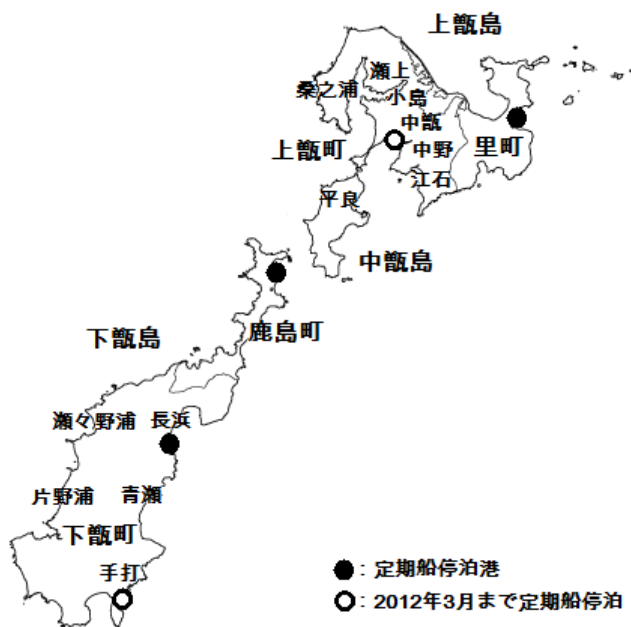 上甑島
瀬上
桑之浦
小島
中甑
上甑町
中野
里町
江石
平良
中甑島
鹿島町
下甑島
瀬々野浦
長浜
片野浦
青瀬
下甑町
手打
●：定期船停泊港
○：2012年3月まで定期船停泊